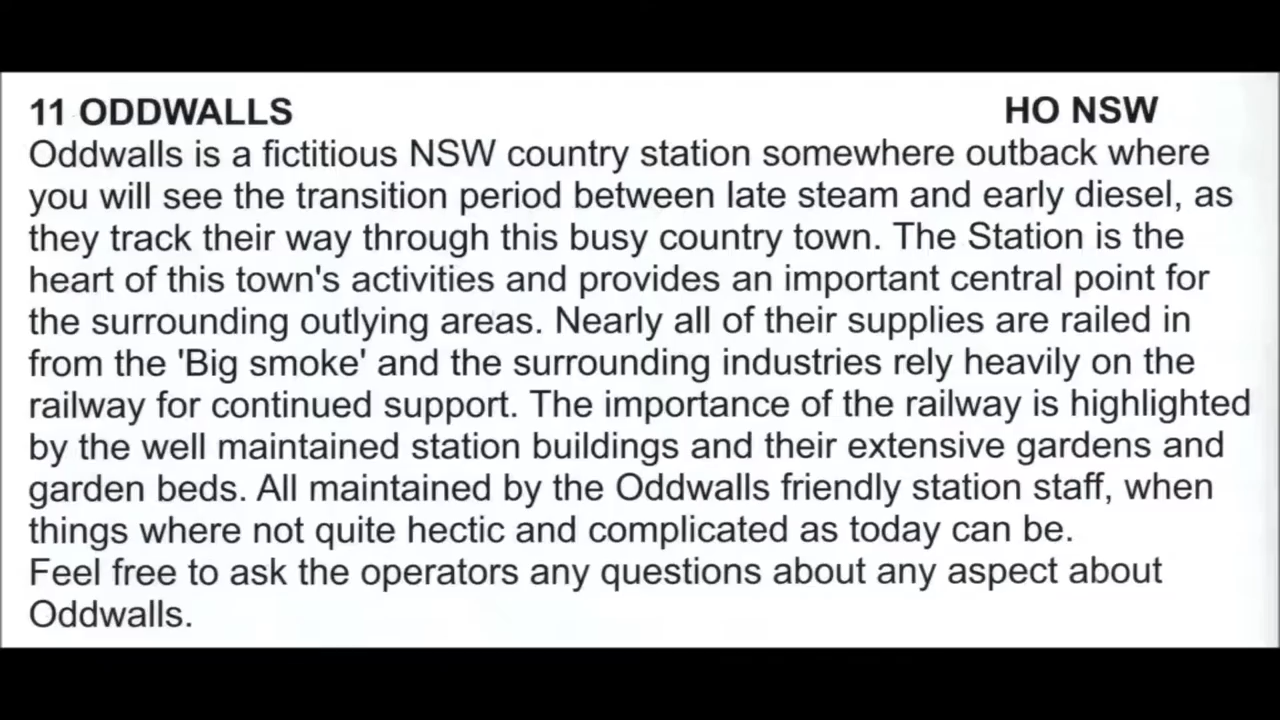 11 ODDWALLS HO NSW
Oddwalls is a fictitious NSW country station somewhere outback where
you will see the transition period between late steam and early diesel, as
they track their way through this busy country town. The Station is the
heart of this town's activities and provides an important central point for
the surrounding outlying areas. Nearly all of their supplies are railed in
from the 'Big smoke' and the surrounding industries rely heavily on the
railway for continued support. The importance of the railway is highlighted
by the well maintained station buildings and their extensive gardens and
garden beds. All maintained by the Oddwalls friendly station staff, when
things where not quite hectic and complicated as today can be.
Feel free to ask the operators any questions about any aspect about
Oddwalls.